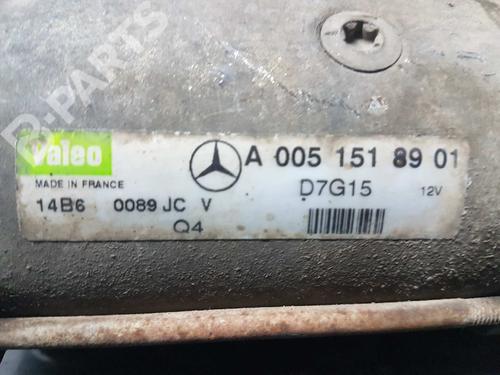 B-PARTS
Valeo
A 005 151 89 01
MADE IN FRANCE
D7G15
12V
14B6 0089 JC V
Q4